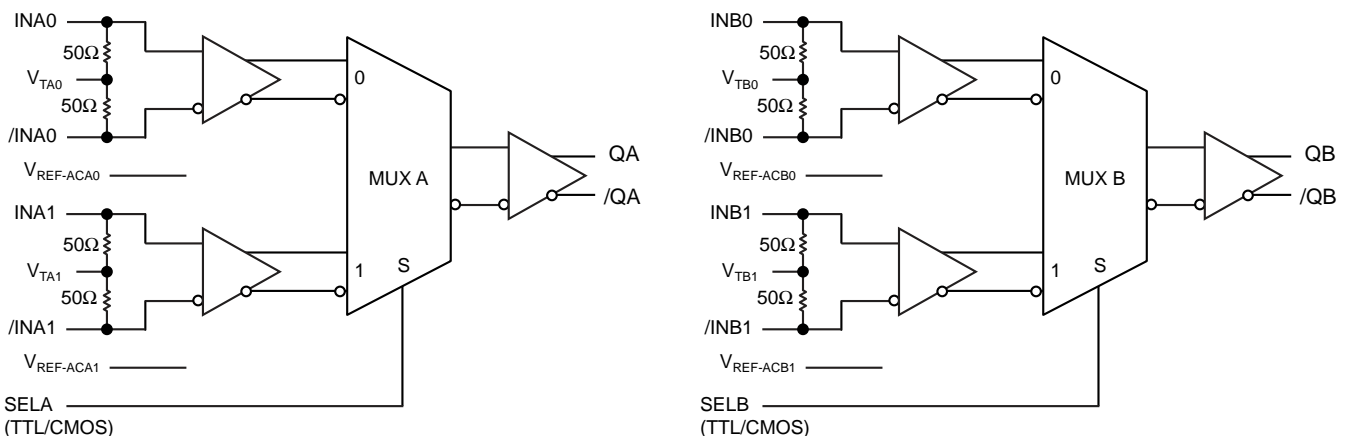 INA0
50Ω
VTA0
50Ω
/INA0
VREF-ACA0
INA1
50Ω
VTA1
50Ω
/INA1
VREF-ACA1
SELA
(TTL/CMOS)
0
MUX A
1
S
QA
/QA
INB0
50Ω
VTB0
50Ω
/INB0
VREF-ACB0
INB1
50Ω
VTB1
50Ω
/INB1
VREF-ACB1
SELB
(TTL/CMOS)
0
MUX B
1
S
QB
/QB